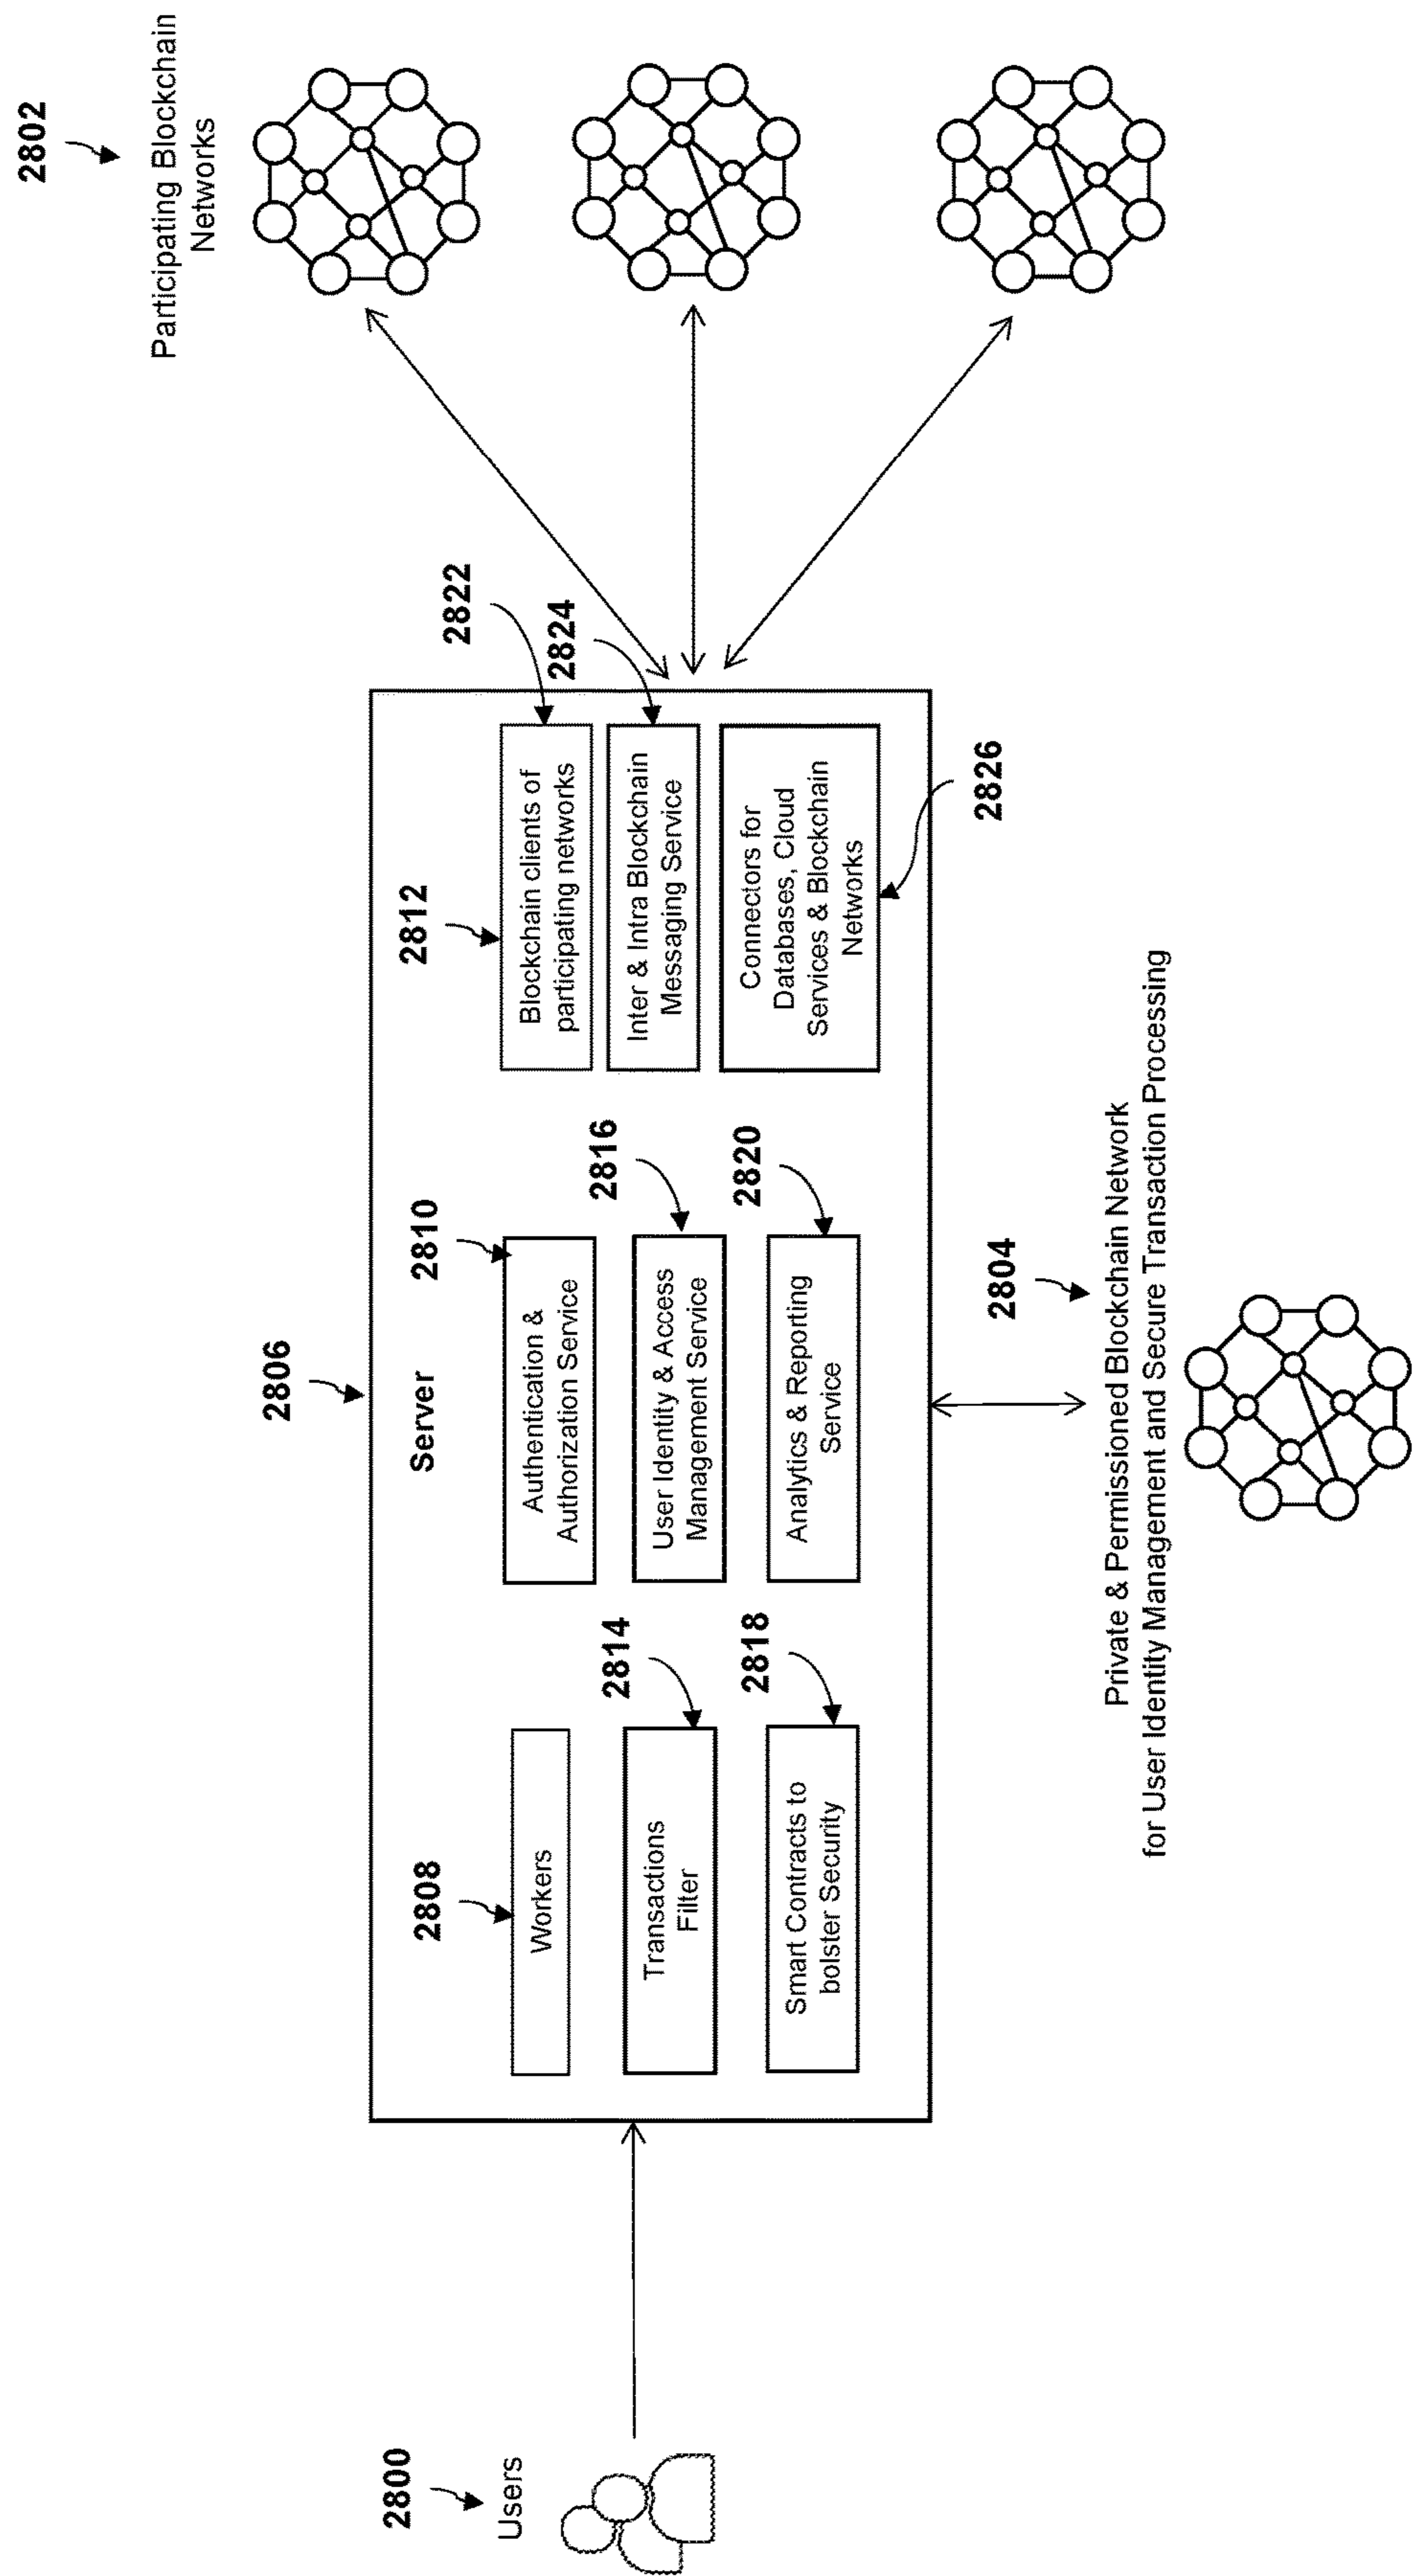 2800
Users
2806
Server
2808
Workers
2814
Transactions
Filter
2818
Smart Contracts to
bolster Security
2810
Authentication &
Authorization Service
2816
User Identity & Access
Management Service
2820
Analytics & Reporting
Service
2812
2822
Blockchain clients of
participating networks
2824
Inter & Intra Blockchain
Messaging Service
Connectors for
Databases, Cloud
Services & Blockchain
Networks
2826
2802
Participating Blockchain
Networks
2804
Private & Permissioned Blockchain Network
for User Identity Management and Secure Transaction Processing